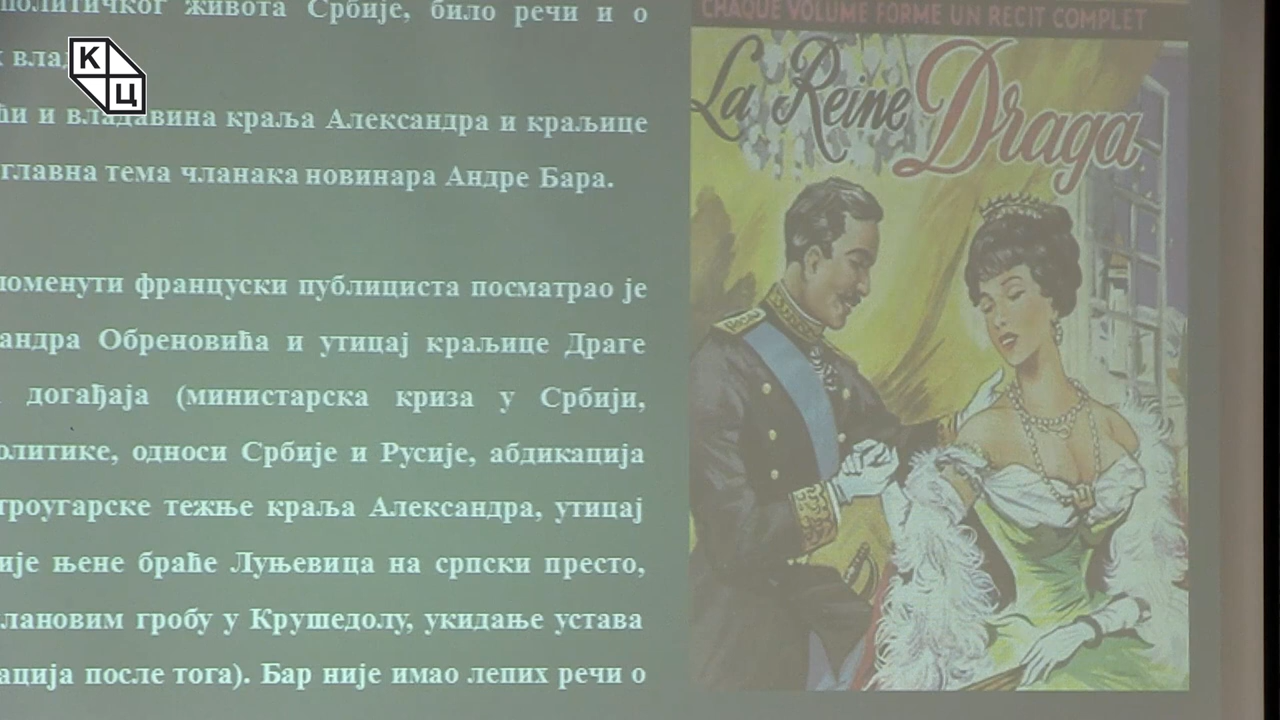 политичког живота Србије, било речи и о
К
Ц
ћи и владавина краља Александра и краљице
главна тема чланака новинара Андре Бара.
поменути француски публициста посматрао је
андра Обреновића и утицај краљице Драге
догађаја (министарска криза у Србији,
олитике, односи Србије и Русије, абдикација
троугарске тежње краља Александра, утицај
ије њене браће Луњевица на српски престо,
лановим гробу у Крушедолу, укидање устава
ација после тога). Бар није имао лепих речи о
CHAQUE VOLUME FORME UN RECIT COMPLET
La Reine Draga